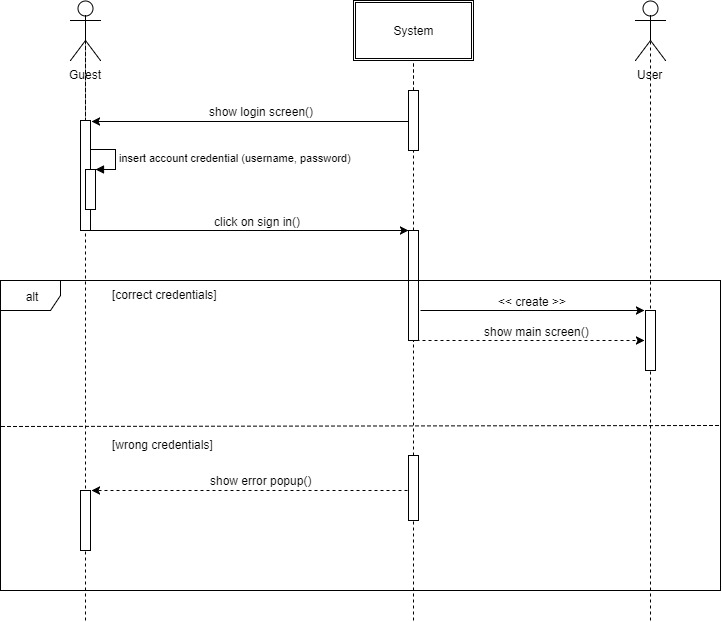 System
Guest
User
show login screen()
insert account credential (username, password)
click on sign in()
alt
[correct credentials]
<< create >>
show main screen()
[wrong credentials]
show error popup()